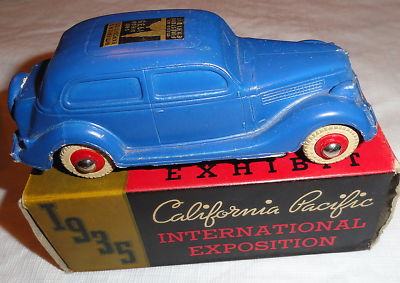 EXHIBIT
1935
California Pacific
INTERNATIONAL
EXPOSITION